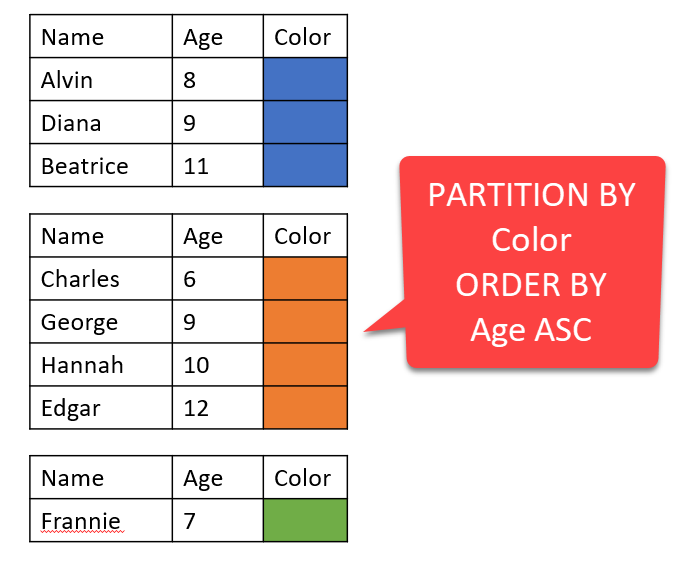 Name Age Color
Alvin 8
Diana 9
Beatrice 11
Name Age Color
Charles 6
George 9
Hannah 10
Edgar 12
Name Age Color
Frannie 7
PARTITION BY
Color
ORDER BY
Age ASC